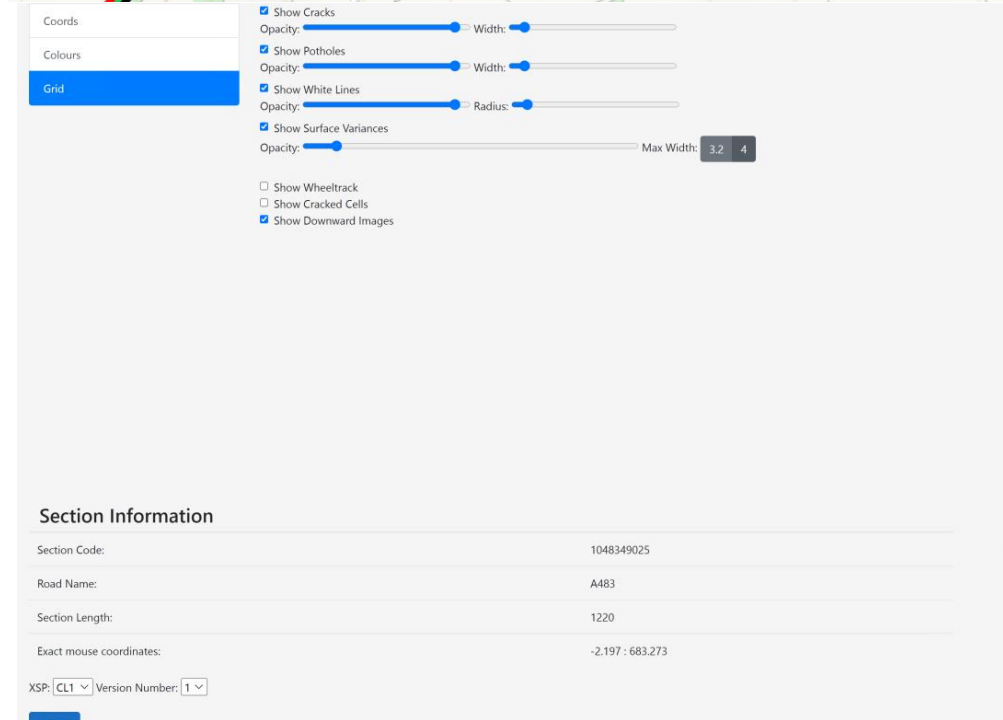 Coords
Colours
Grid
Show Cracks
Opacity: Width:
Show Potholes
Opacity: Width:
Show White Lines
Opacity: Radius:
Show Surface Variances
Opacity: Max Width: 3.2 4
Show Wheeltrack
Show Cracked Cells
Show Downward Images
Section Information
Section Code: 1048349025
Road Name: A483
Section Length: 1220
Exact mouse coordinates: -2.197 : 683.273
XSP: CL1 Version Number: 1